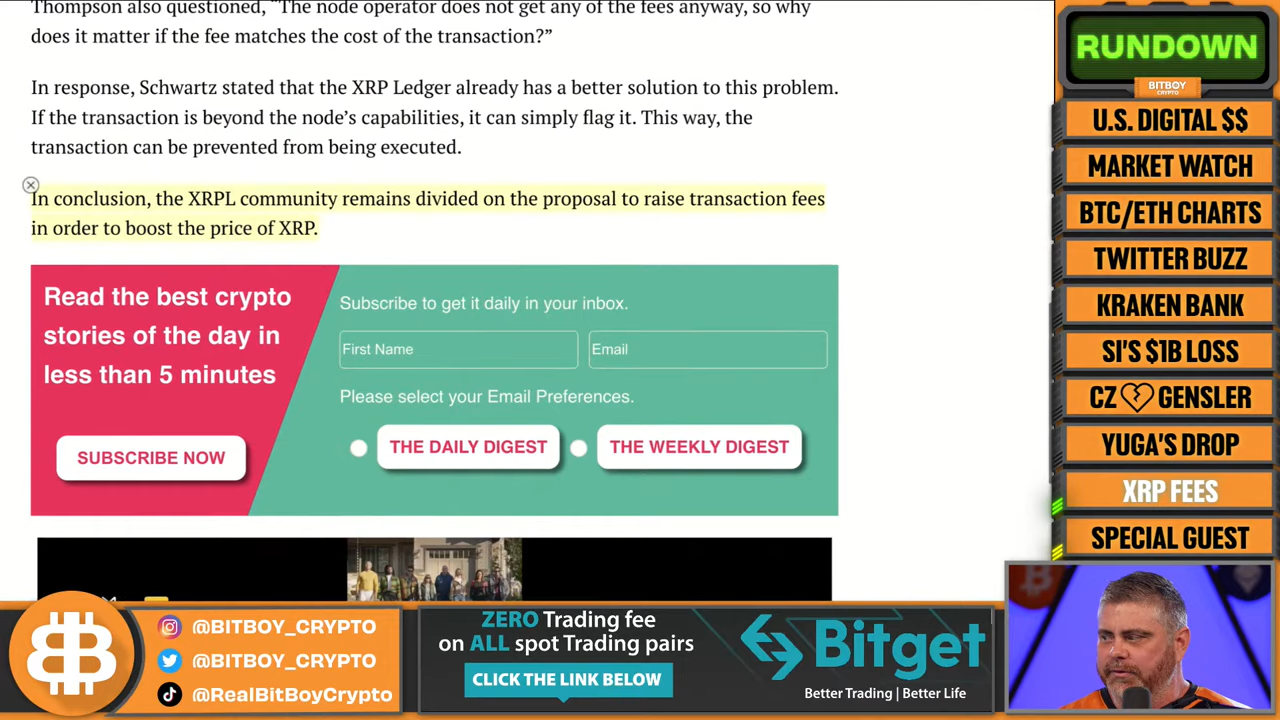 Thompson also questioned, “The node operator does not get any of the fees anyway, so why
does it matter if the fee matches the cost of the transaction?”
In response, Schwartz stated that the XRP Ledger already has a better solution to this problem.
If the transaction is beyond the node’s capabilities, it can simply flag it. This way, the
transaction can be prevented from being executed.
In conclusion, the XRPL community remains divided on the proposal to raise transaction fees
in order to boost the price of XRP.
Read the best crypto
stories of the day in
less than 5 minutes
SUBSCRIBE NOW
Subscribe to get it daily in your inbox.
First Name
Email
Please select your Email Preferences.
THE DAILY DIGEST
THE WEEKLY DIGEST
RUNDOWN
BITBOY
CRYPTO
U.S. DIGITAL $$
MARKET WATCH
BTC/ETH CHARTS
TWITTER BUZZ
KRAKEN BANK
SI'S $1B LOSS
CZ GENSLER
YUGA'S DROP
XRP FEES
SPECIAL GUEST
@BITBOY_CRYPTO
@BITBOY_CRYPTO
@RealBitBoyCrypto
ZERO Trading fee
on ALL spot Trading pairs
CLICK THE LINK BELOW
Bitget
Better Trading | Better Life